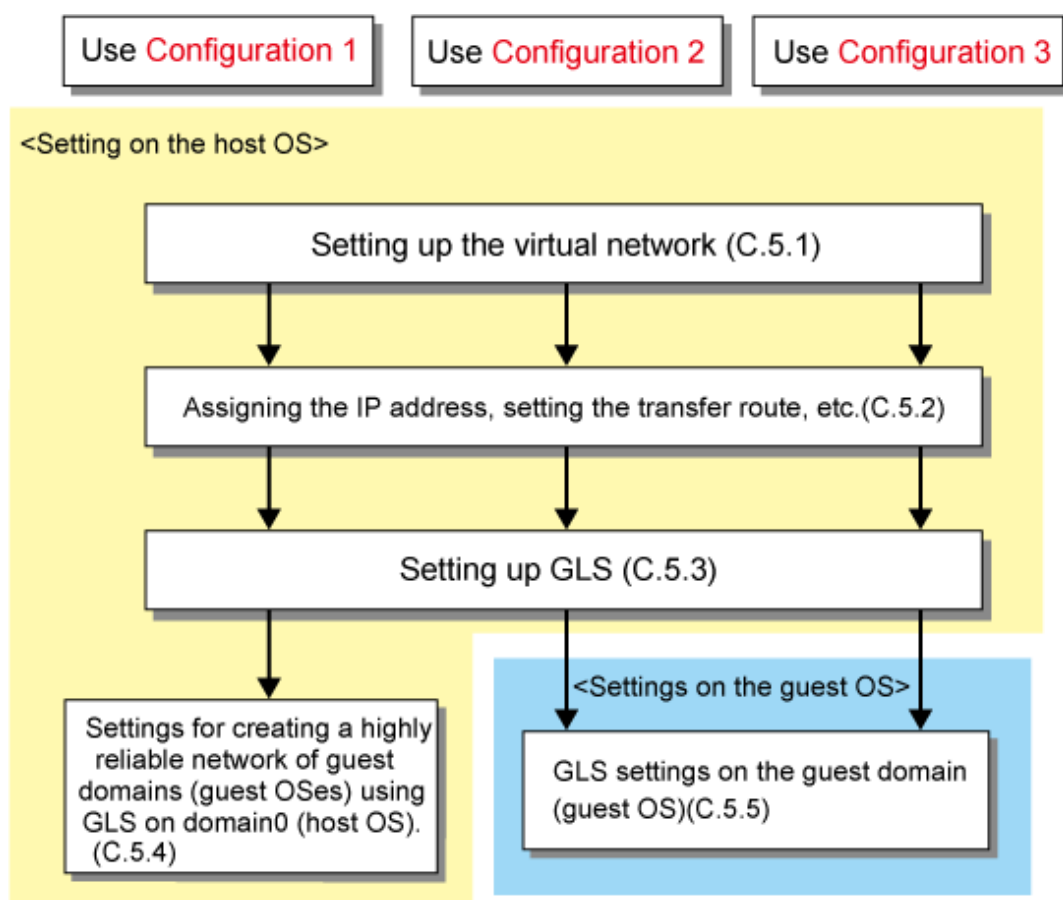 Use Configuration 1
Use Configuration 2
Use Configuration 3
<Setting on the host OS>
Setting up the virtual network (C.5.1)
Assigning the IP address, setting the transfer route, etc.(C.5.2)
Setting up GLS (C.5.3)
Settings for creating a highly
reliable network of guest
domains (guest OSes) using
GLS on domain0 (host OS).
(C.5.4)
<Settings on the guest OS>
GLS settings on the guest domain
(guest OS)(C.5.5)